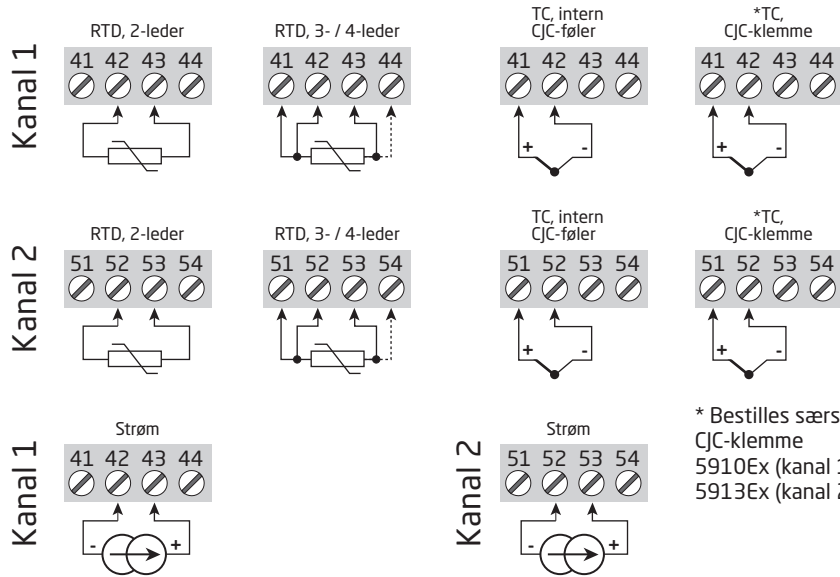 Kanal 1
RTD, 2-leder
41 42 43 44
RTD, 3- / 4-leder
41 42 43 44
TC, intern
CJC-føler
41 42 43 44
+ -
*TC,
CJC-klemme
41 42 43 44
+ -
Kanal 2
RTD, 2-leder
51 52 53 54
RTD, 3- / 4-leder
51 52 53 54
TC, intern
CJC-føler
51 52 53 54
+ -
*TC,
CJC-klemme
51 52 53 54
+ -
Kanal 1
Strøm
41 42 43 44
- +
Kanal 2
Strøm
51 52 53 54
- +
* Bestilles
CJC-klemme
5910Ex (kanal 1
5913Ex (kanal 2